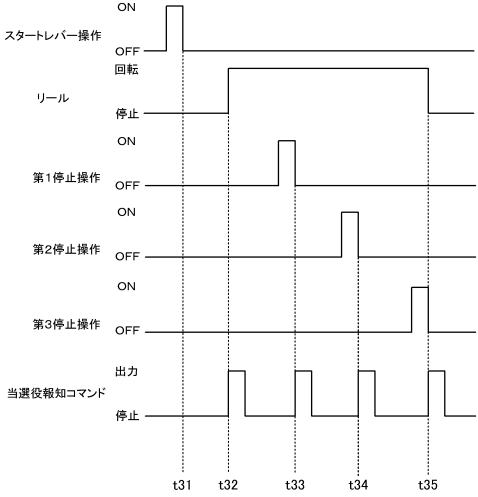 ON
スタートレバー操作
OFF
回転
リール
停止
ON
第1停止操作
OFF
ON
第2停止操作
OFF
ON
第3停止操作
OFF
出力
当選役報知コマンド
停止
t31 t32 t33 t34 t35